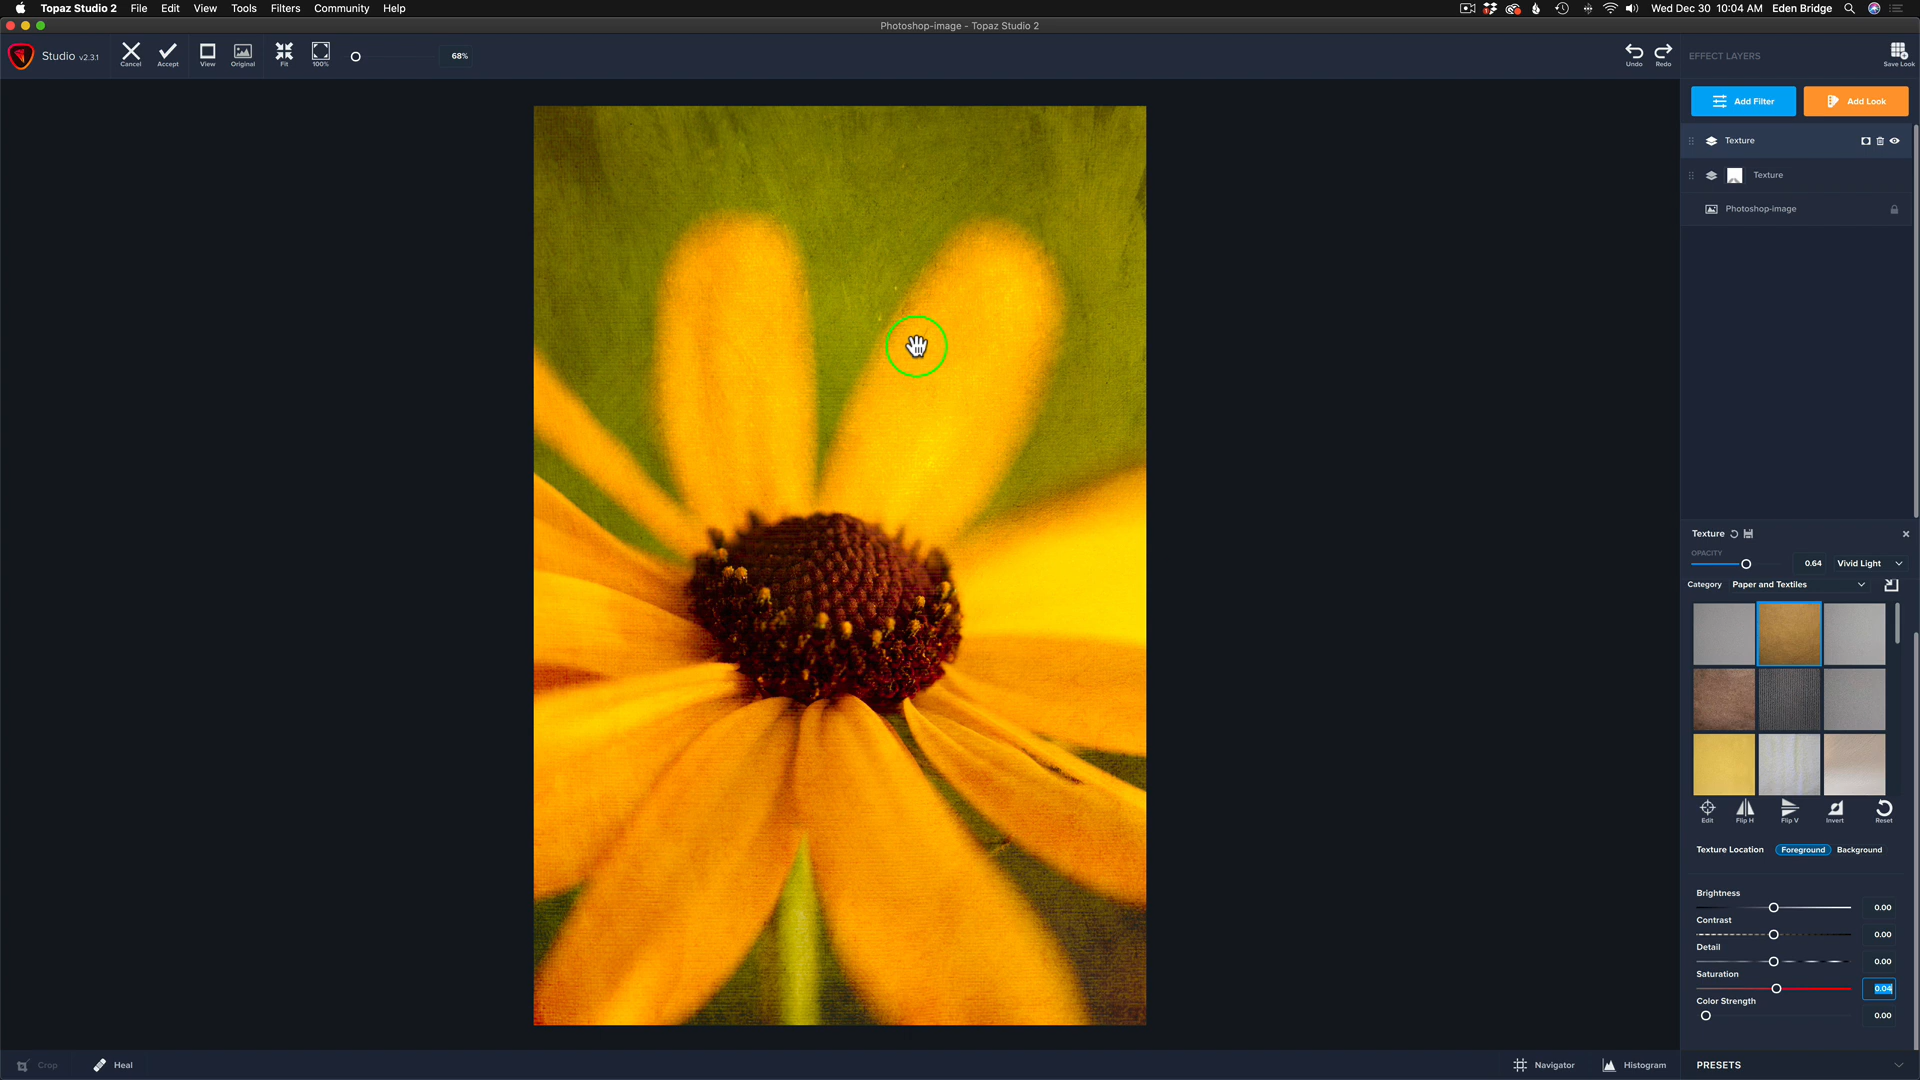 Topaz Studio 2 File Edit View Tools Filters Community Help Wed Dec 30 10:04 AM Eden Bridge
Photoshop-image - Topaz Studio 2
Studio v2.3.1 Cancel Accept View Original Fit 100% 68% Undo Redo EFFECT LAYERS Save Look
Add Filter Add Look
Texture
Texture
Photoshop-image
Texture
OPACITY 0.64 Vivid Light
Category Paper and Textiles
Edit Flip H Flip V Invert Reset
Texture Location Foreground Background
Brightness
0.00
Contrast
0.00
Detail
0.00
Saturation
0.04
Color Strength
0.00
Crop Heal Navigator Histogram PRESETS